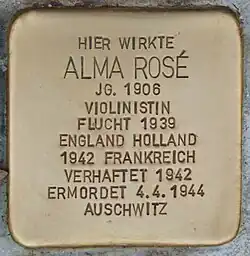 HIER WIRKTE
ALMA ROSÉ
JG. 1906
VIOLINISTIN
FLUCHT 1939
ENGLAND HOLLAND
1942 FRANKREICH
VERHAFTET 1942
ERMORDET 4.4.1944
AUSCHWITZ